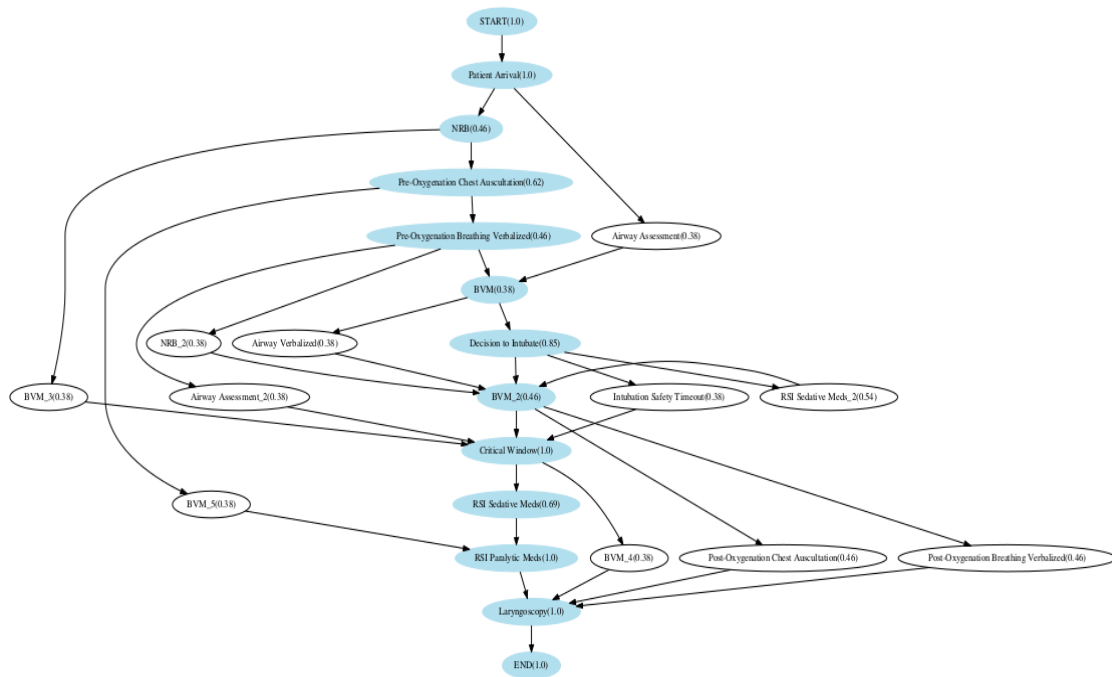 START(1.0)
Patient Arrival(1.0)
NRB(0.46)
Pre-Oxygenation Chest Auscultation(0.62)
Pre-Oxygenation Breathing Verbalized(0.46)
Airway Assessment(0.38)
BVM(0.38)
NRB_2(0.38)
Airway Verbalized(0.38)
Decision to Intubate(0.85)
BVM_3(0.38)
Airway Assessment_2(0.38)
BVM_2(0.46)
Intubation Safety Timeout(0.38)
RSI Sedative Meds_2(0.54)
Critical Window(1.0)
BVM_5(0.38)
RSI Sedative Meds(0.69)
RSI Paralytic Meds(1.0)
BVM_4(0.38)
Post-Oxygenation Chest Auscultation(0.46)
Post-Oxygenation Breathing Verbalized(0.46)
Laryngoscopy(1.0)
END(1.0)